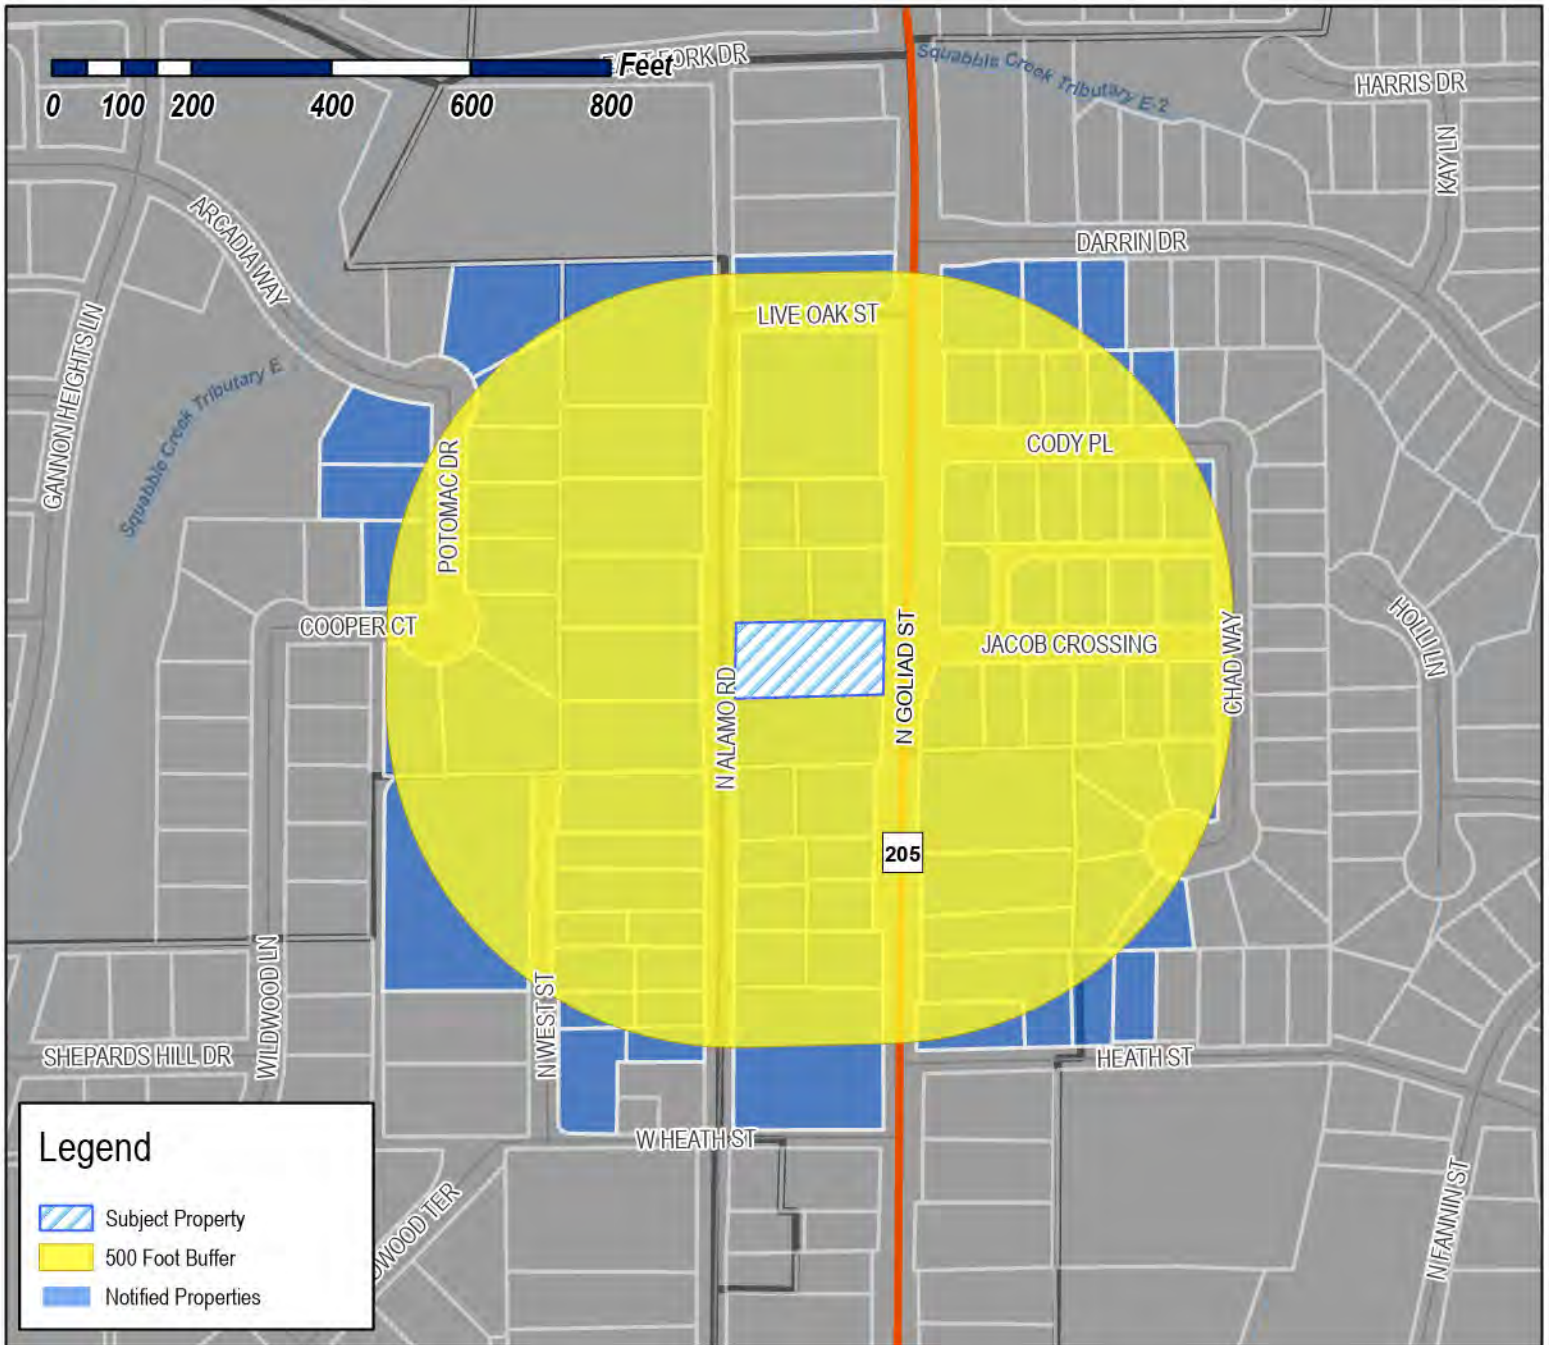 Feet
0 100 200 400 600 800
FORK DR
Squabble Creek Tributary E-2
HARRIS DR
KAY LN
ARCADIA WAY
DARRIN DR
LIVE OAK ST
GANNON HEIGHTS LN
Squabble Creek Tributary E
POTOMAC DR
CODY PL
COOPER CT
N ALAMO RD
N GOLIAD ST
JACOB CROSSING
CHAD WAY
HOLLI LN
205
WILDWOOD LN
N WEST ST
SHEPARDS HILL DR
HEATH ST
W HEATH ST
DWOOD TER
N FANNIN ST
Legend
Subject Property
500 Foot Buffer
Notified Properties